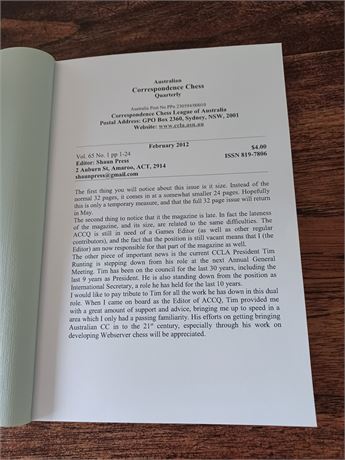 Australian
Correspondence Chess
Quarterly
Australia Post No PPs 230594/00010
Correspondence Chess League of Australia
Postal Address: GPO Box 2360, Sydney, NSW, 2001
Website: www.ccla.asn.au
February 2012
Vol. 65 No. 1 pp 1-24 $4.00
Editor: Shaun Press ISSN 819-7806
2 Auburn St, Amaroo, ACT, 2914
shaunpress@gmail.com
The first thing you will notice about this issue is it size. Instead of the
normal 32 pages, it comes in at a somewhat smaller 24 pages. Hopefully
this is only a temporary measure, and that the full 32 page issue will return
in May.
The second thing to notice is that it the magazine is late. In fact the lateness
of the magazine, and its size, are related to the same difficulties. The
ACCQ is still in need of a Games Editor (as well as other regular
contributors), and the fact that the position is still vacant means that I (the
Editor) am now responsible for that part of the magazine as well.
The other piece of important news is the current CCLA President Tim
Runting is stepping down from his role at the next Annual General
Meeting. Tim has been on the council for the last 30 years, including the
last 9 years as President. He is also standing down from the position as
International Secretary, a role he has held for the last 10 years.
I would like to pay tribute to Tim for all the work he has down in this dual
role. When I came on board as the Editor of ACCQ, Tim provided me
with a great amount of support and advice, bringing me up to speed in a
area which I only had a passing familiarity. His efforts on getting bringing
Australian CC in to the 21st century, especially through his work on
developing Webserver chess will be appreciated.